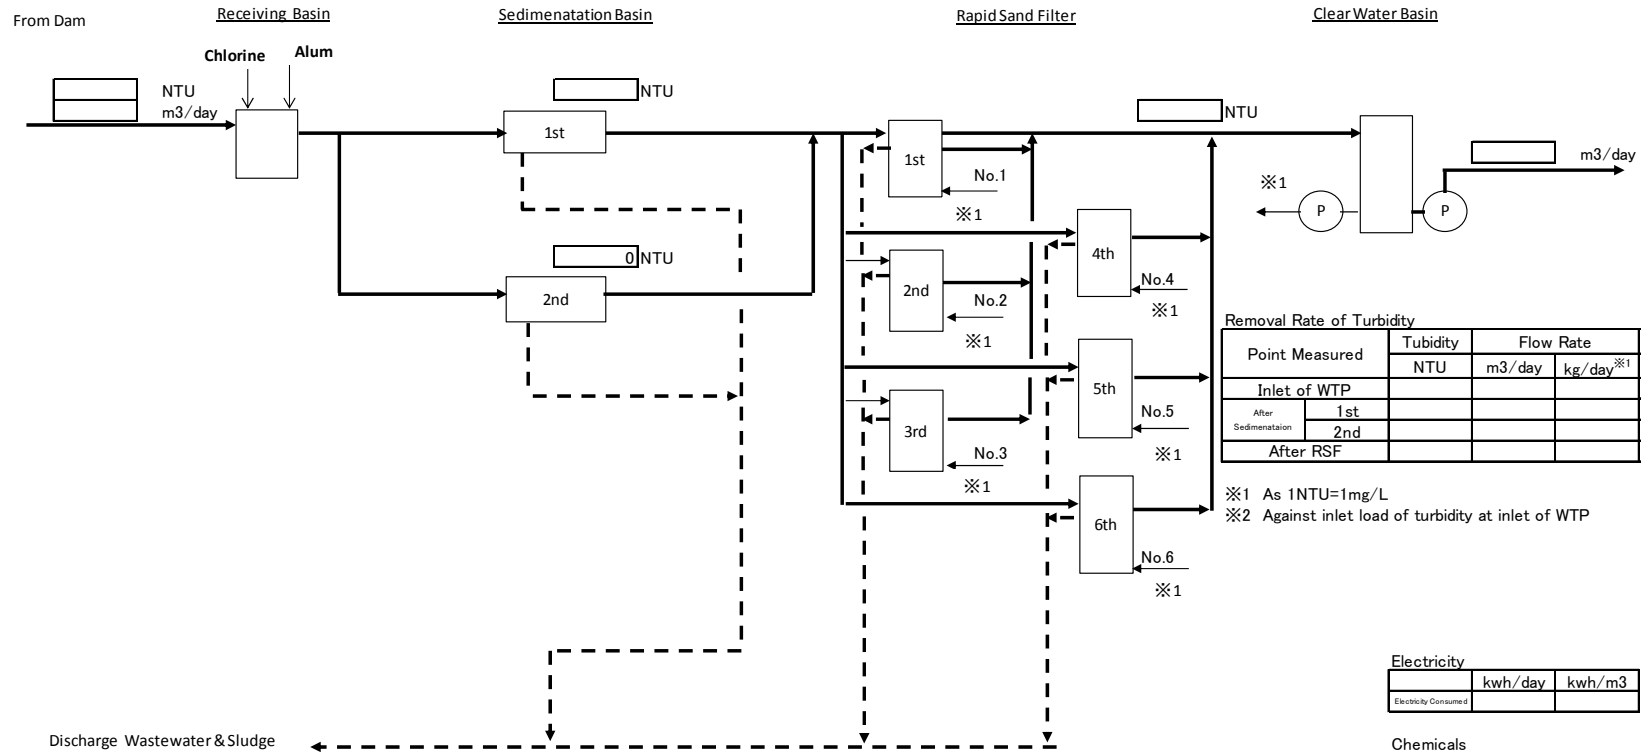 From Dam
Receiving Basin
Sedimenatation Basin
Rapid Sand Filter
Clear Water Basin
Chlorine
Alum
NTU
m3/day
NTU
NTU
1st
1st
m3/day
No.1
※1
※1
P
P
4th
0 NTU
2nd
2nd
No.4
※1
No.2
※1
Removal Rate of Turbidity
Point Measured
Tubidity
Flow Rate
NTU
m3/day
kg/day※1
Inlet of WTP
After Sedimenataion
1st
2nd
After RSF
5th
No.5
※1
3rd
No.3
※1
※1 As 1NTU=1mg/L
※2 Against inlet load of turbidity at inlet of WTP
6th
No.6
※1
Electricity
kwh/day
kwh/m3
Electricity Consumed
Discharge Wastewater & Sludge
Chemicals